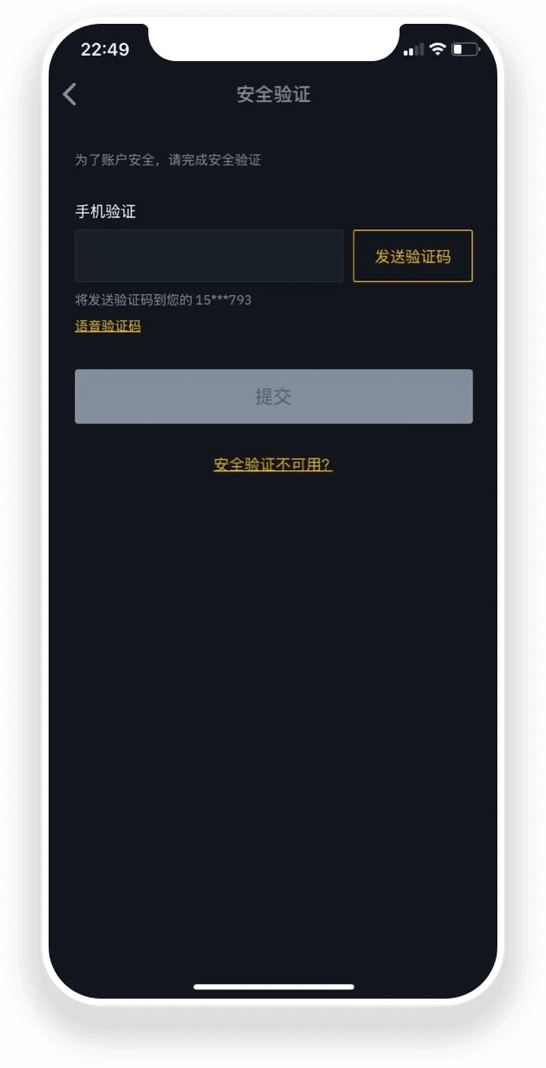 22:49
安全验证
为了账户安全，请完成安全验证
手机验证
发送验证码
将发送验证码到您的 15***793
语音验证码
提交
安全验证不可用？